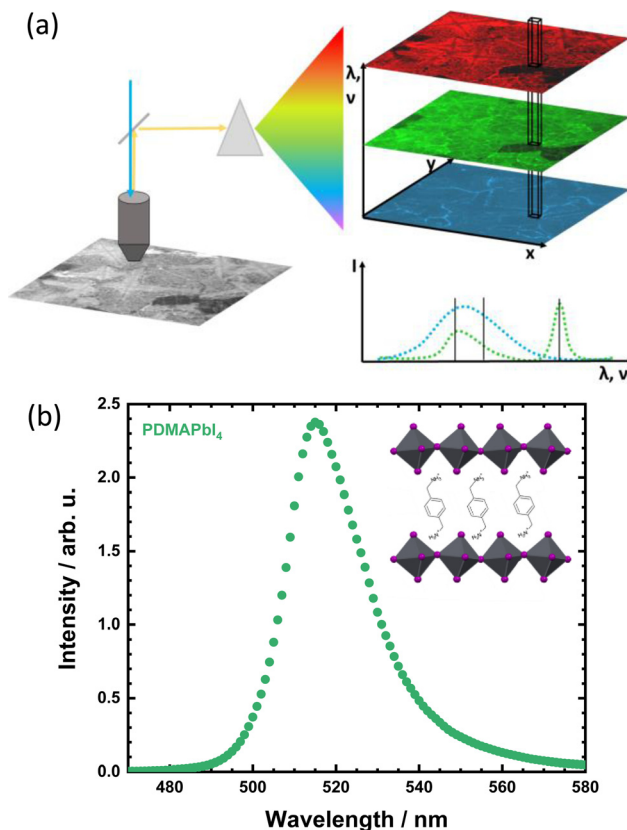 (a)
λ,
ν
y
x
I
λ, ν
(b)
PDMAPbI₄
2.5
2.0
1.5
1.0
0.5
0.0
Intensity / arb. u.
480 500 520 540 560 580
Wavelength / nm